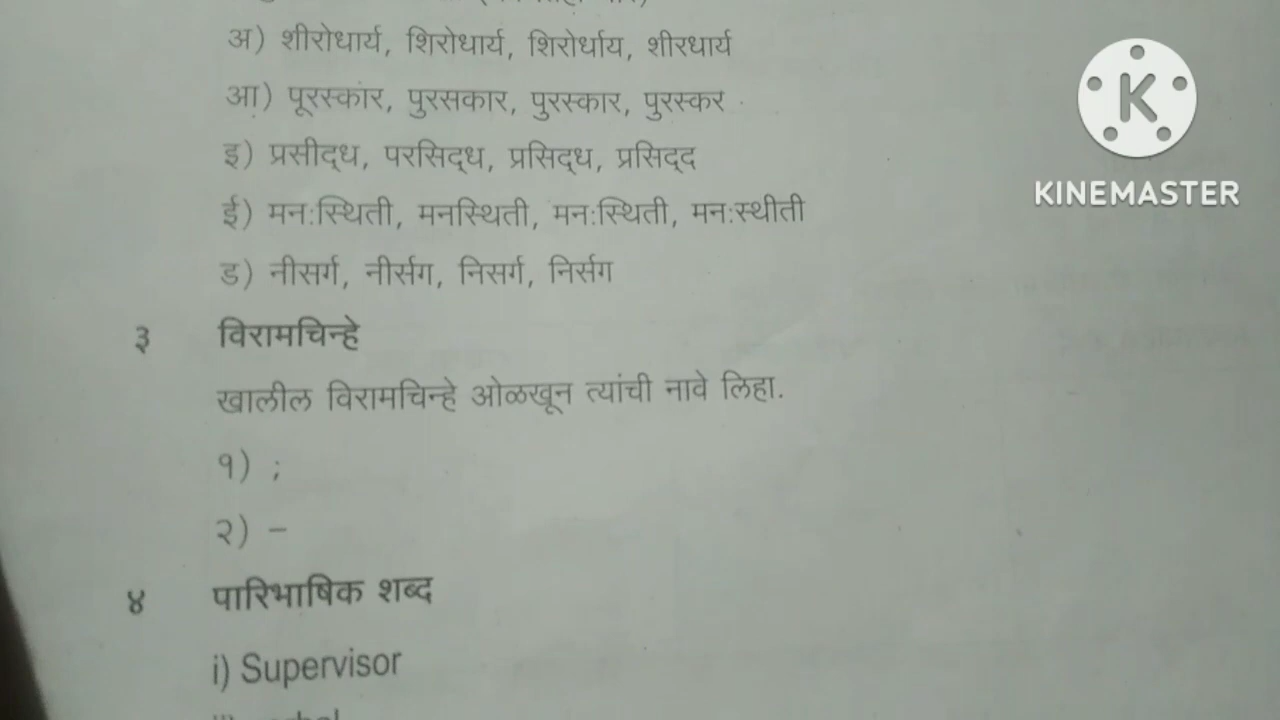 अ) शीरोधार्य, शिरोधार्य, शिरोर्धाय, शीरधार्य
आ) पूरस्कार, पुरसकार, पुरस्कार, पुरस्कर
इ) प्रसीद्ध, परसिद्ध, प्रसिद्ध, प्रसिद्द
ई) मन:स्थिती, मनस्थिती, मन:स्थिती, मन:स्थीती
ड) नीसर्ग, नीर्सग, निसर्ग, निर्सग
३ विरामचिन्हे
खालील विरामचिन्हे ओळखून त्यांची नावे लिहा.
१) ;
२) –
४ पारिभाषिक शब्द
i) Supervisor
KINEMASTER